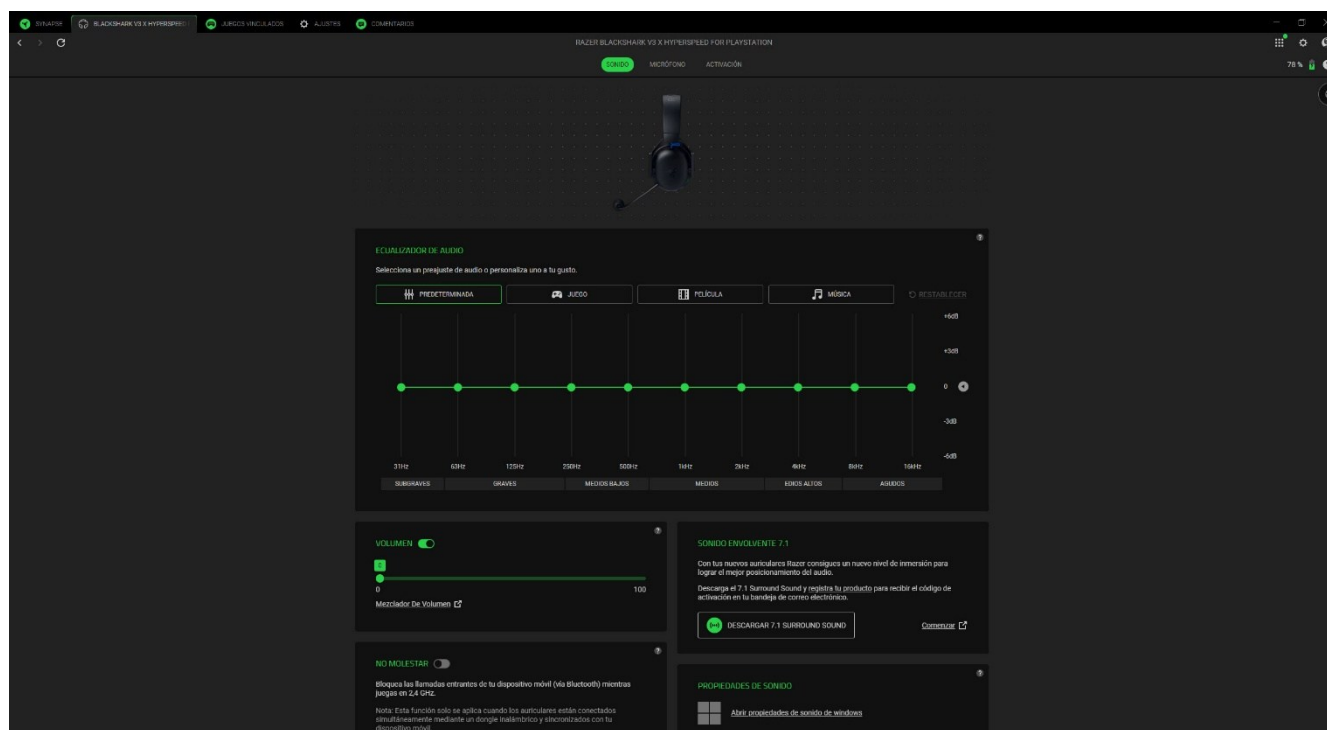 SYNAPSE
BLACKSHARK V3 X HYPERSPEED
JUEGOS VINCULADOS
AJUSTES
COMENTARIOS
RAZER BLACKSHARK V3 X HYPERSPEED FOR PLAYSTATION
SONIDO MICRÓFONO ACTIVACIÓN
78 %
ECUALIZADOR DE AUDIO
Selecciona un preajuste de audio o personaliza uno a tu gusto.
PREDETERMINADA JUEGO PELÍCULA MÚSICA RESTABLECER
+6dB
+3dB
0
-3dB
-6dB
31Hz 63Hz 125Hz 250Hz 500Hz 1kHz 2kHz 4kHz 8kHz 16kHz
SUBGRAVES GRAVES MEDIOS BAJOS MEDIOS EDIOS ALTOS AGUDOS
VOLUMEN
0
0 100
Mezclador De Volumen
SONIDO ENVOLVENTE 7.1
Con tus nuevos auriculares Razer consigues un nuevo nivel de inmersión para
lograr el mejor posicionamiento del audio.
Descarga el 7.1 Surround Sound y registra tu producto para recibir el código de
activación en tu bandeja de correo electrónico.
DESCARGAR 7.1 SURROUND SOUND Comenzar
NO MOLESTAR
Bloquea las llamadas entrantes de tu dispositivo móvil (vía Bluetooth) mientras
juegas en 2,4 GHz.
Nota: Esta función solo se aplica cuando los auriculares están conectados
simultáneamente mediante un dongle inalámbrico y sincronizados con tu
dispositivo móvil.
PROPIEDADES DE SONIDO
Abrir propiedades de sonido de windows